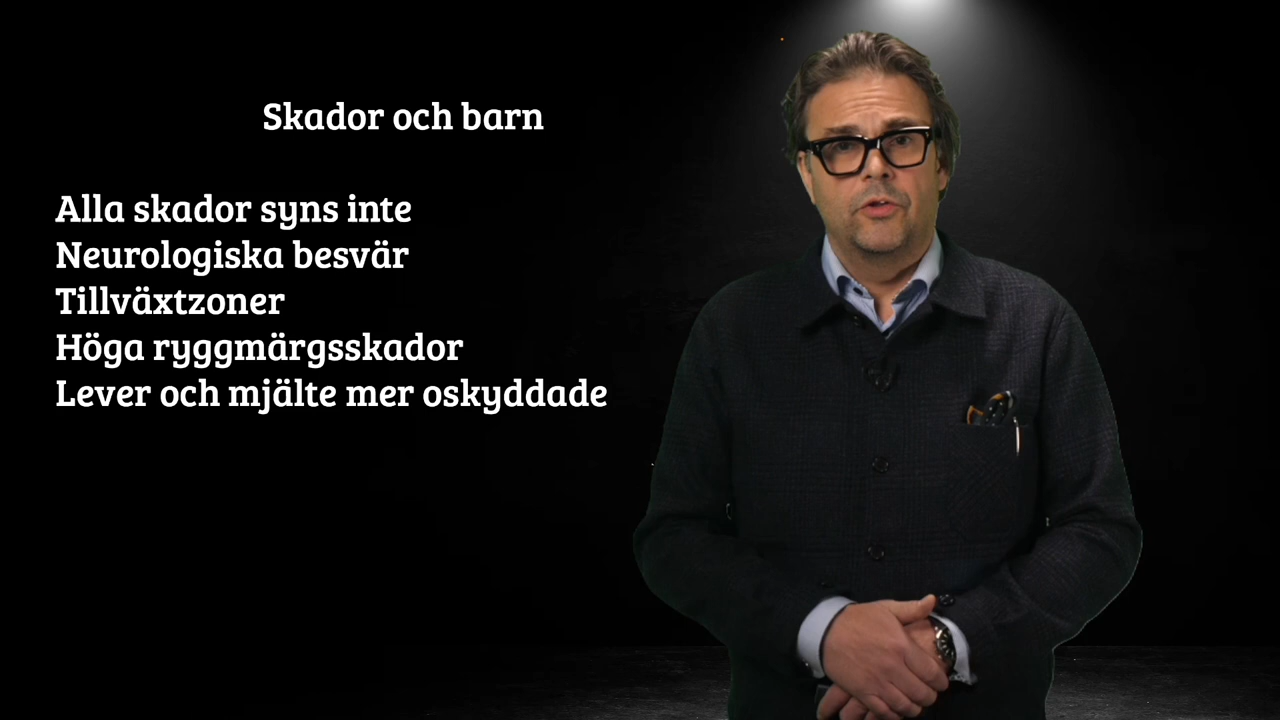 Skador och barn
Alla skador syns inte
Neurologiska besvär
Tillväxtzoner
Höga ryggmärgsskador
Lever och mjälte mer oskyddade